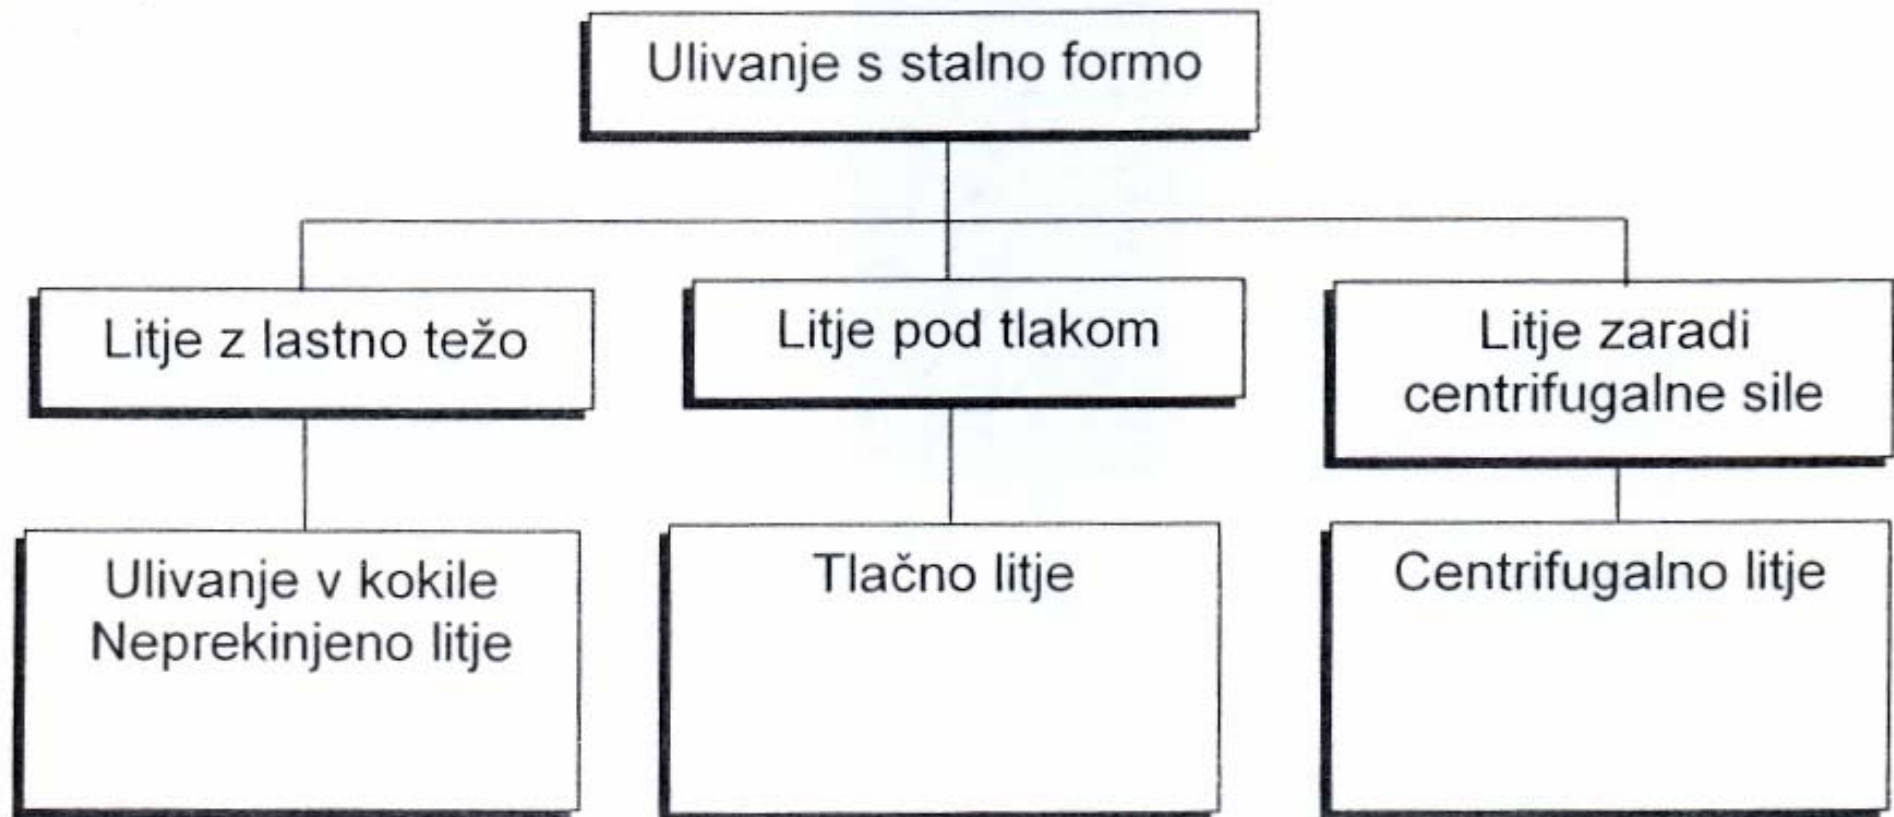 Ulivanje s stalno formo
Litje z lastno težo
Litje pod tlakom
Litje zaradi
centrifugalne sile
Ulivanje v kokile
Neprekinjeno litje
Tlačno litje
Centrifugalno litje